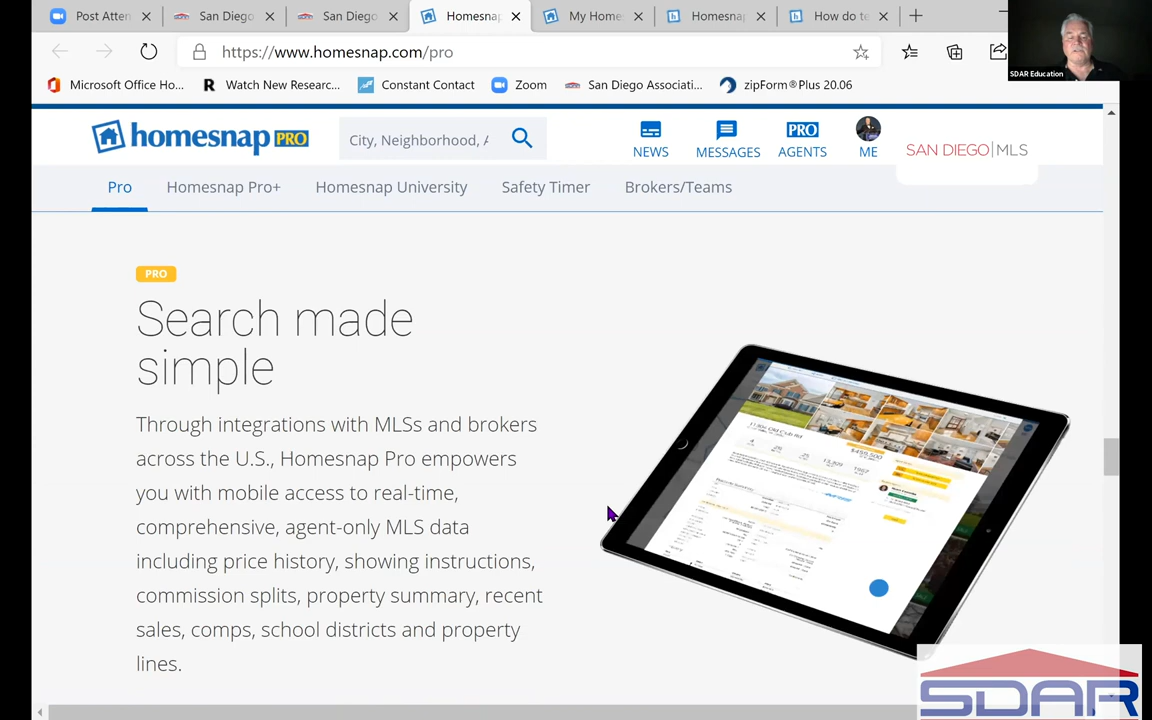 Post Atten
San Diego
San Diego
Homesnap
My Home
Homesnap
How do te
https://www.homesnap.com/pro
SDAR Education
Microsoft Office Ho...
Watch New Researc...
Constant Contact
Zoom
San Diego Associati...
zipForm®Plus 20.06
homesnap PRO
City, Neighborhood, A
NEWS
MESSAGES
PRO
AGENTS
ME
SAN DIEGO|MLS
Pro
Homesnap Pro+
Homesnap University
Safety Timer
Brokers/Teams
PRO
Search made
simple
Through integrations with MLSs and brokers
across the U.S., Homesnap Pro empowers
you with mobile access to real-time,
comprehensive, agent-only MLS data
including price history, showing instructions,
commission splits, property summary, recent
sales, comps, school districts and property
lines.
SDAR